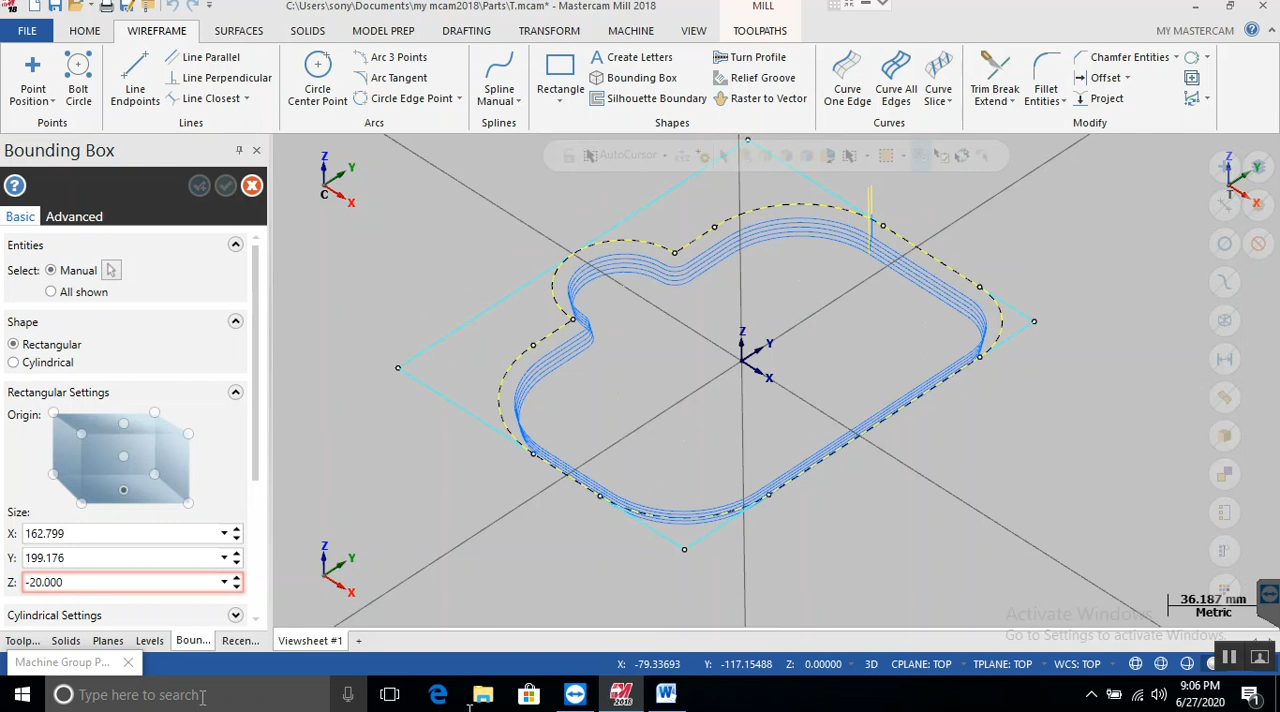 C:\Users\sony\Documents\my mcam2018\Parts\T.mcam* - Mastercam Mill 2018
MILL
FILE HOME WIREFRAME SURFACES SOLIDS MODEL PREP DRAFTING TRANSFORM MACHINE VIEW TOOLPATHS MY MASTERCAM
Point Position
Bolt Circle
Points
Line Endpoints
Line Parallel
Line Perpendicular
Line Closest
Lines
Circle Center Point
Arc 3 Points
Arc Tangent
Circle Edge Point
Arcs
Spline Manual
Splines
Rectangle
Create Letters
Bounding Box
Silhouette Boundary
Turn Profile
Relief Groove
Raster to Vector
Shapes
Curve One Edge
Curve All Edges
Curve Slice
Curves
Trim Break Extend
Fillet Entities
Chamfer Entities
Offset
Project
Modify
Bounding Box
Basic Advanced
Entities
Select: Manual
All shown
Shape
Rectangular
Cylindrical
Rectangular Settings
Origin:
Size:
X: 162.799
Y: 199.176
Z: -20.000
Cylindrical Settings
Toolp... Solids Planes Levels Boun... Recen...
AutoCursor
XYZ
Z
Y
X
C
Z
Y
X
T
Z
Y
X
Z
Y
X
36.187 mm
Metric
Activate Windows
Go to Settings to activate Windows.
Viewsheet #1 +
Machine Group P...
X: -79.33693 Y: -117.15488 Z: 0.00000 3D CPLANE: TOP TPLANE: TOP WCS: TOP
Type here to search
2018
9:06 PM
6/27/2020
1